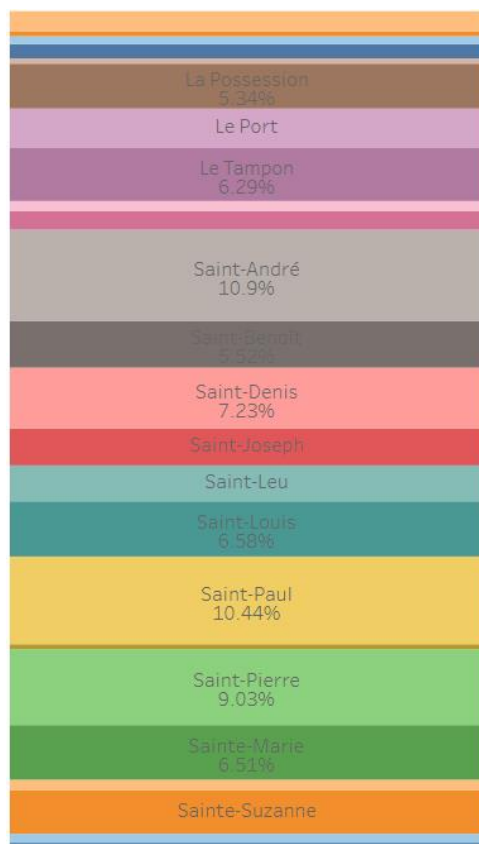 La Possession
5.34%
Le Port
Le Tampon
6.29%
Saint-André
10.9%
Saint-Benoît
5.52%
Saint-Denis
7.23%
Saint-Joseph
Saint-Leu
Saint-Louis
6.58%
Saint-Paul
10.44%
Saint-Pierre
9.03%
Sainte-Marie
6.51%
Sainte-Suzanne